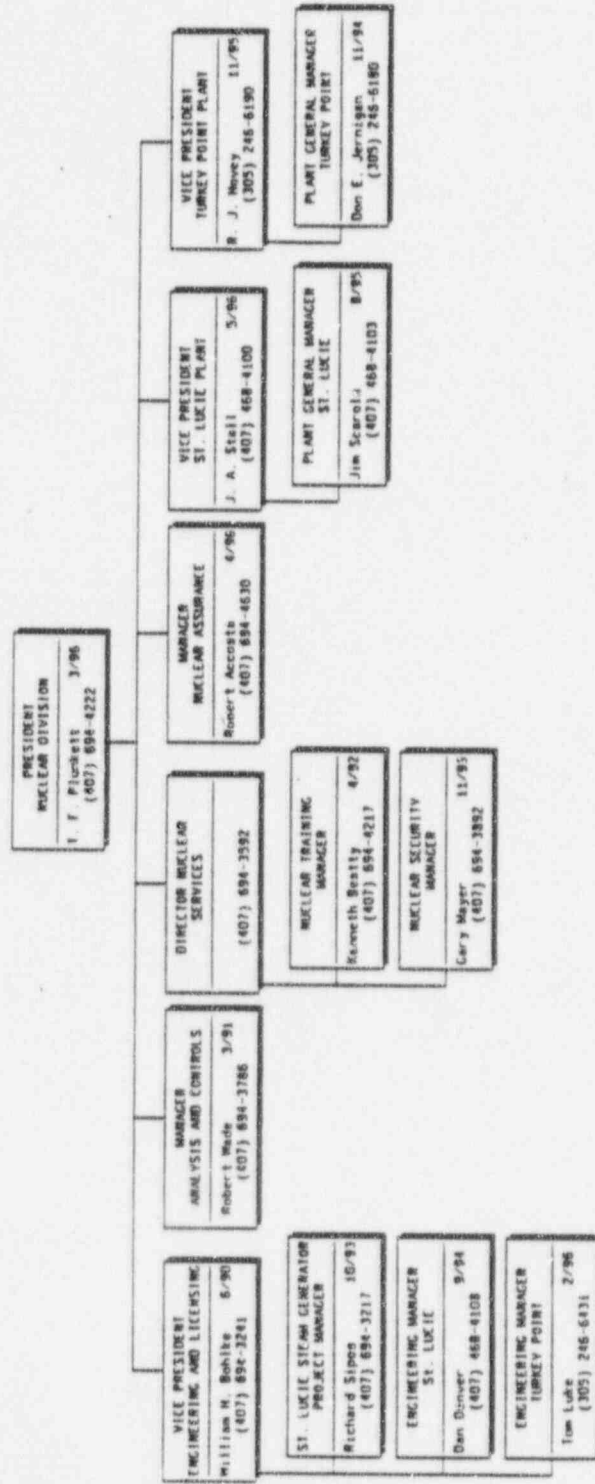 PRESIDENT
NUCLEAR DIVISION
T. F. Plunkett 3/96
(407) 694-4222
VICE PRESIDENT
ENGINEERING AND LICENSING
William H. Bohlke 6/90
(407) 694-3241
MANAGER
ANALYSIS AND CONTROLS
Robert Wade 3/91
(407) 694-3786
DIRECTOR NUCLEAR
SERVICES
(407) 694-3592
MANAGER
NUCLEAR ASSURANCE
Robert Accosta 4/96
(407) 694-4630
VICE PRESIDENT
ST. LUCIE PLANT
J. A. Stall 5/96
(407) 468-4100
VICE PRESIDENT
TURKEY POINT PLANT
R. J. Hovey 11/95
(305) 246-6190
ST. LUCIE STEAM GENERATOR
PROJECT MANAGER
Richard Sipos 10/93
(407) 694-3217
ENGINEERING MANAGER
St. LUCIE
Dan Denver 9/94
(407) 468-4108
ENGINEERING MANAGER
TURKEY POINT
Tom Luke 2/96
(305) 246-6431
NUCLEAR TRAINING
MANAGER
Kenneth Beatty 4/92
(407) 694-4217
NUCLEAR SECURITY
MANAGER
Gary Mayer 11/95
(407) 694-3892
PLANT GENERAL MANAGER
ST. LUCIE
Jim Scarola 8/95
(407) 468-4103
PLANT GENERAL MANAGER
TURKEY POINT
Don E. Jernigan 11/94
(305) 246-6180